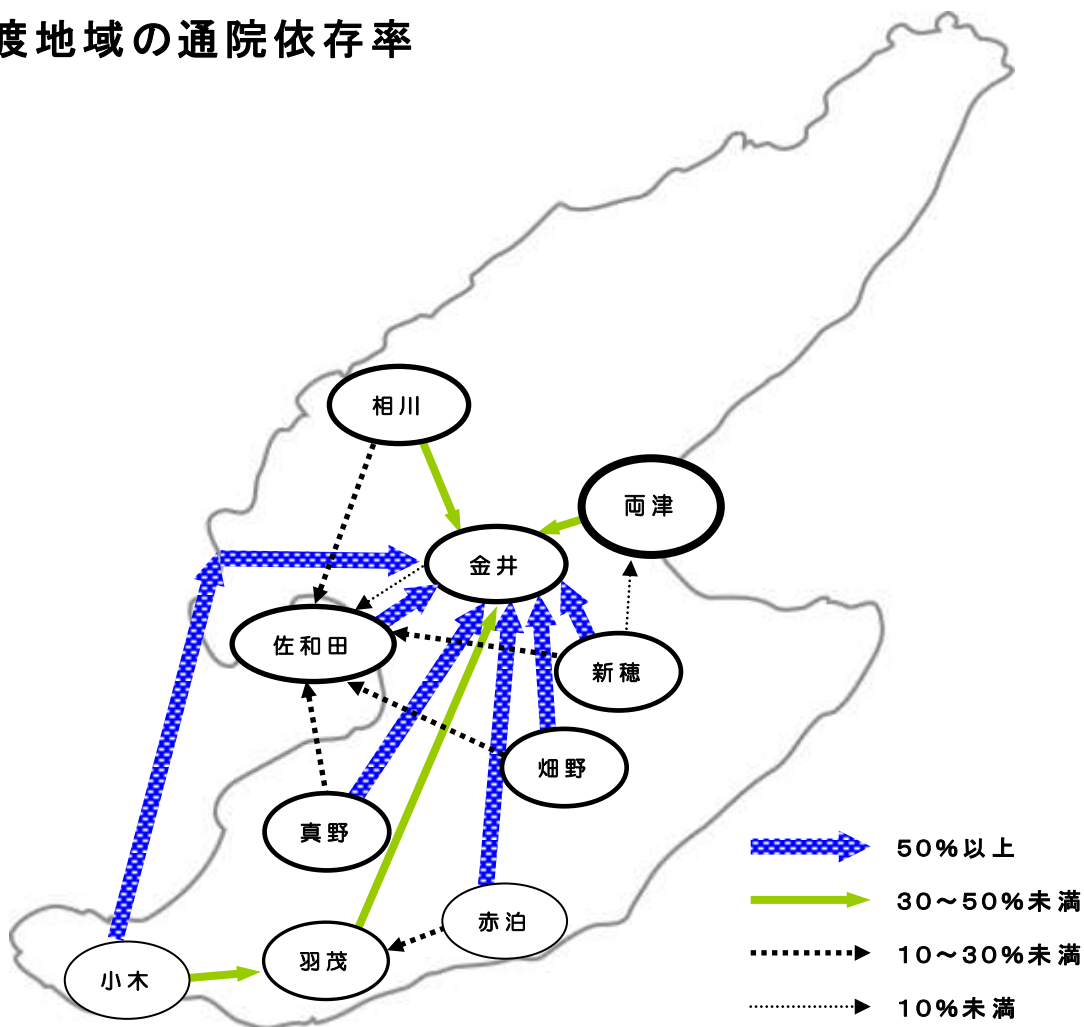 度地域の通院依存率
相川
両津
金井
佐和田
新穂
畑野
真野
赤泊
羽茂
小木
50%以上
30～50%未満
10～30%未満
10%未満